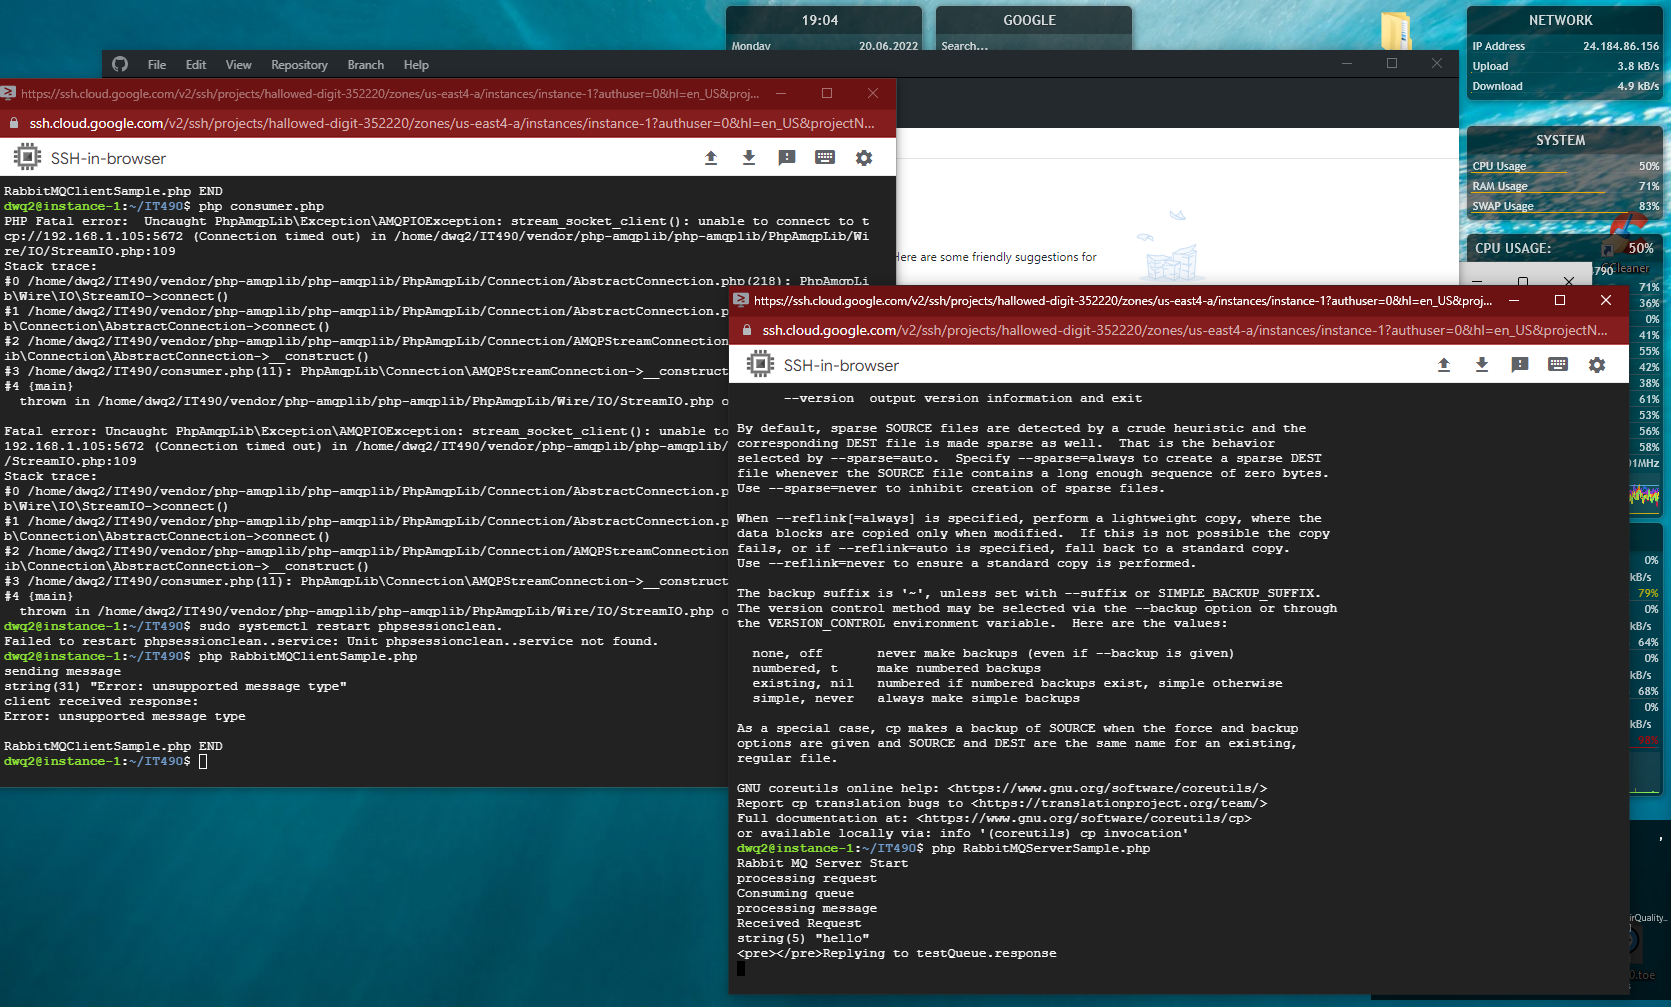 19:04
Monday 20.06.2022
GOOGLE
Search...
NETWORK
IP Address 24.184.86.156
Upload 3.8 kB/s
Download 4.9 kB/s
SYSTEM
CPU Usage 50%
RAM Usage 71%
SWAP Usage 83%
CPU USAGE: 50%
CCleaner
4790
71%
36%
0%
41%
55%
42%
38%
61%
53%
56%
58%
01MHz
0%
kB/s
79%
0%
kB/s
64%
0%
kB/s
68%
0%
kB/s
98%
irQuality..
0.toe
File Edit View Repository Branch Help
Here are some friendly suggestions for
https://ssh.cloud.google.com/v2/ssh/projects/hallowed-digit-352220/zones/us-east4-a/instances/instance-1?authuser=0&hl=en_US&proj...
ssh.cloud.google.com/v2/ssh/projects/hallowed-digit-352220/zones/us-east4-a/instances/instance-1?authuser=0&hl=en_US&projectN...
SSH-in-browser
RabbitMQClientSample.php END
dwq2@instance-1:~/IT490$ php consumer.php
PHP Fatal error:  Uncaught PhpAmqpLib\Exception\AMQPIOException: stream_socket_client(): unable to connect to t
cp://192.168.1.105:5672 (Connection timed out) in /home/dwq2/IT490/vendor/php-amqplib/php-amqplib/PhpAmqpLib/Wi
re/IO/StreamIO.php:109
Stack trace:
#0 /home/dwq2/IT490/vendor/php-amqplib/php-amqplib/PhpAmqpLib/Connection/AbstractConnection.php(218): PhpAmqpLi
b\Wire\IO\StreamIO->connect()
#1 /home/dwq2/IT490/vendor/php-amqplib/php-amqplib/PhpAmqpLib/Connection/AbstractConnection.p
b\Connection\AbstractConnection->connect()
#2 /home/dwq2/IT490/vendor/php-amqplib/php-amqplib/PhpAmqpLib/Connection/AMQPStreamConnection
ib\Connection\AbstractConnection->__construct()
#3 /home/dwq2/IT490/consumer.php(11): PhpAmqpLib\Connection\AMQPStreamConnection->__construct
#4 {main}
  thrown in /home/dwq2/IT490/vendor/php-amqplib/php-amqplib/PhpAmqpLib/Wire/IO/StreamIO.php o
Fatal error: Uncaught PhpAmqpLib\Exception\AMQPIOException: stream_socket_client(): unable to
192.168.1.105:5672 (Connection timed out) in /home/dwq2/IT490/vendor/php-amqplib/php-amqplib/
/StreamIO.php:109
Stack trace:
#0 /home/dwq2/IT490/vendor/php-amqplib/php-amqplib/PhpAmqpLib/Connection/AbstractConnection.p
b\Wire\IO\StreamIO->connect()
#1 /home/dwq2/IT490/vendor/php-amqplib/php-amqplib/PhpAmqpLib/Connection/AbstractConnection.p
b\Connection\AbstractConnection->connect()
#2 /home/dwq2/IT490/vendor/php-amqplib/php-amqplib/PhpAmqpLib/Connection/AMQPStreamConnection
ib\Connection\AbstractConnection->__construct()
#3 /home/dwq2/IT490/consumer.php(11): PhpAmqpLib\Connection\AMQPStreamConnection->__construct
#4 {main}
  thrown in /home/dwq2/IT490/vendor/php-amqplib/php-amqplib/PhpAmqpLib/Wire/IO/StreamIO.php o
dwq2@instance-1:~/IT490$ sudo systemctl restart phpsessionclean.
Failed to restart phpsessionclean..service: Unit phpsessionclean..service not found.
dwq2@instance-1:~/IT490$ php RabbitMQClientSample.php
sending message
string(31) "Error: unsupported message type"
client received response:
Error: unsupported message type
RabbitMQClientSample.php END
dwq2@instance-1:~/IT490$
https://ssh.cloud.google.com/v2/ssh/projects/hallowed-digit-352220/zones/us-east4-a/instances/instance-1?authuser=0&hl=en_US&proj...
ssh.cloud.google.com/v2/ssh/projects/hallowed-digit-352220/zones/us-east4-a/instances/instance-1?authuser=0&hl=en_US&projectN...
SSH-in-browser
--version  output version information and exit
By default, sparse SOURCE files are detected by a crude heuristic and the
corresponding DEST file is made sparse as well.  That is the behavior
selected by --sparse=auto.  Specify --sparse=always to create a sparse DEST
file whenever the SOURCE file contains a long enough sequence of zero bytes.
Use --sparse=never to inhibit creation of sparse files.
When --reflink[=always] is specified, perform a lightweight copy, where the
data blocks are copied only when modified.  If this is not possible the copy
fails, or if --reflink=auto is specified, fall back to a standard copy.
Use --reflink=never to ensure a standard copy is performed.
The backup suffix is '~', unless set with --suffix or SIMPLE_BACKUP_SUFFIX.
The version control method may be selected via the --backup option or through
the VERSION_CONTROL environment variable.  Here are the values:
none, off       never make backups (even if --backup is given)
numbered, t     make numbered backups
existing, nil   numbered if numbered backups exist, simple otherwise
simple, never   always make simple backups
As a special case, cp makes a backup of SOURCE when the force and backup
options are given and SOURCE and DEST are the same name for an existing,
regular file.
GNU coreutils online help: <https://www.gnu.org/software/coreutils/>
Report cp translation bugs to <https://translationproject.org/team/>
Full documentation at: <https://www.gnu.org/software/coreutils/cp>
or available locally via: info '(coreutils) cp invocation'
dwq2@instance-1:~/IT490$ php RabbitMQServerSample.php
Rabbit MQ Server Start
processing request
Consuming queue
processing message
Received Request
string(5) "hello"
<pre></pre>Replying to testQueue.response